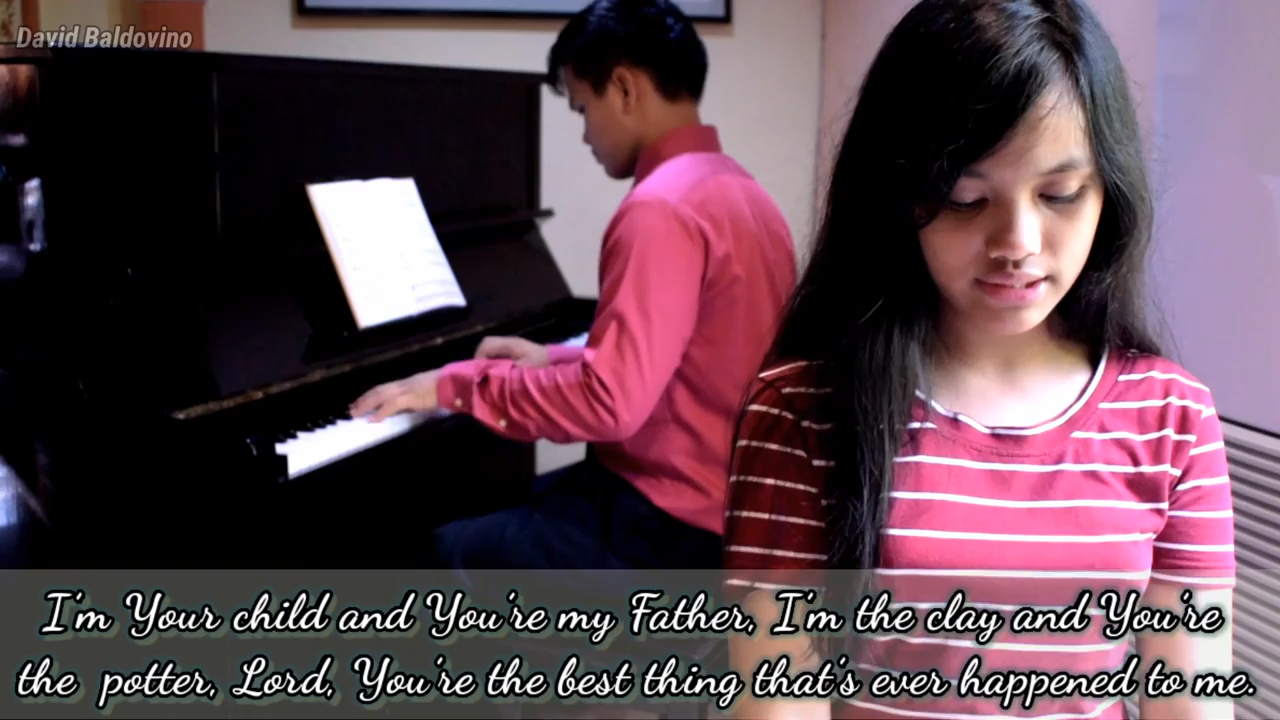 David Baldovino
I'm Your child and You're my Father, I'm the clay and You're
the potter, Lord, You're the best thing that's ever happened to me.